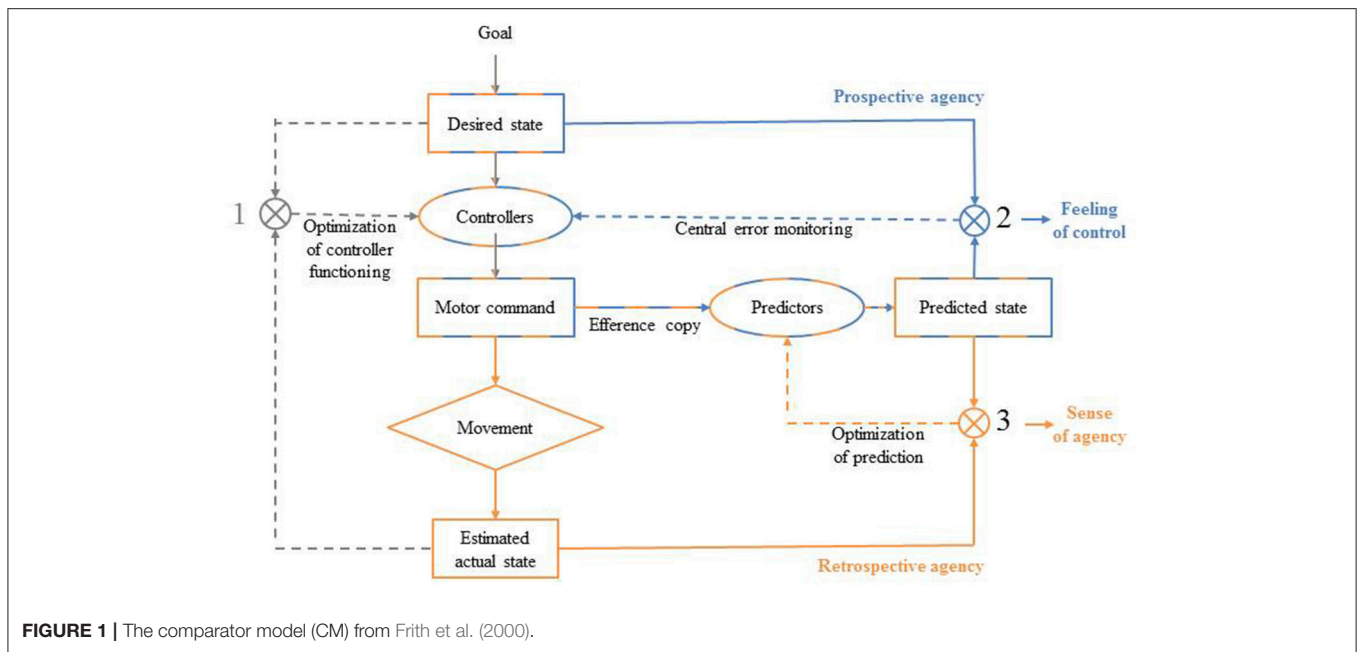 Goal
Prospective agency
Desired state
1
Optimization
of controller
functioning
Controllers
Central error monitoring
2
Feeling
of control
Motor command
Efference copy
Predictors
Predicted state
Movement
Optimization
of prediction
3
Sense
of agency
Estimated
actual state
Retrospective agency
FIGURE 1 | The comparator model (CM) from Frith et al. (2000).